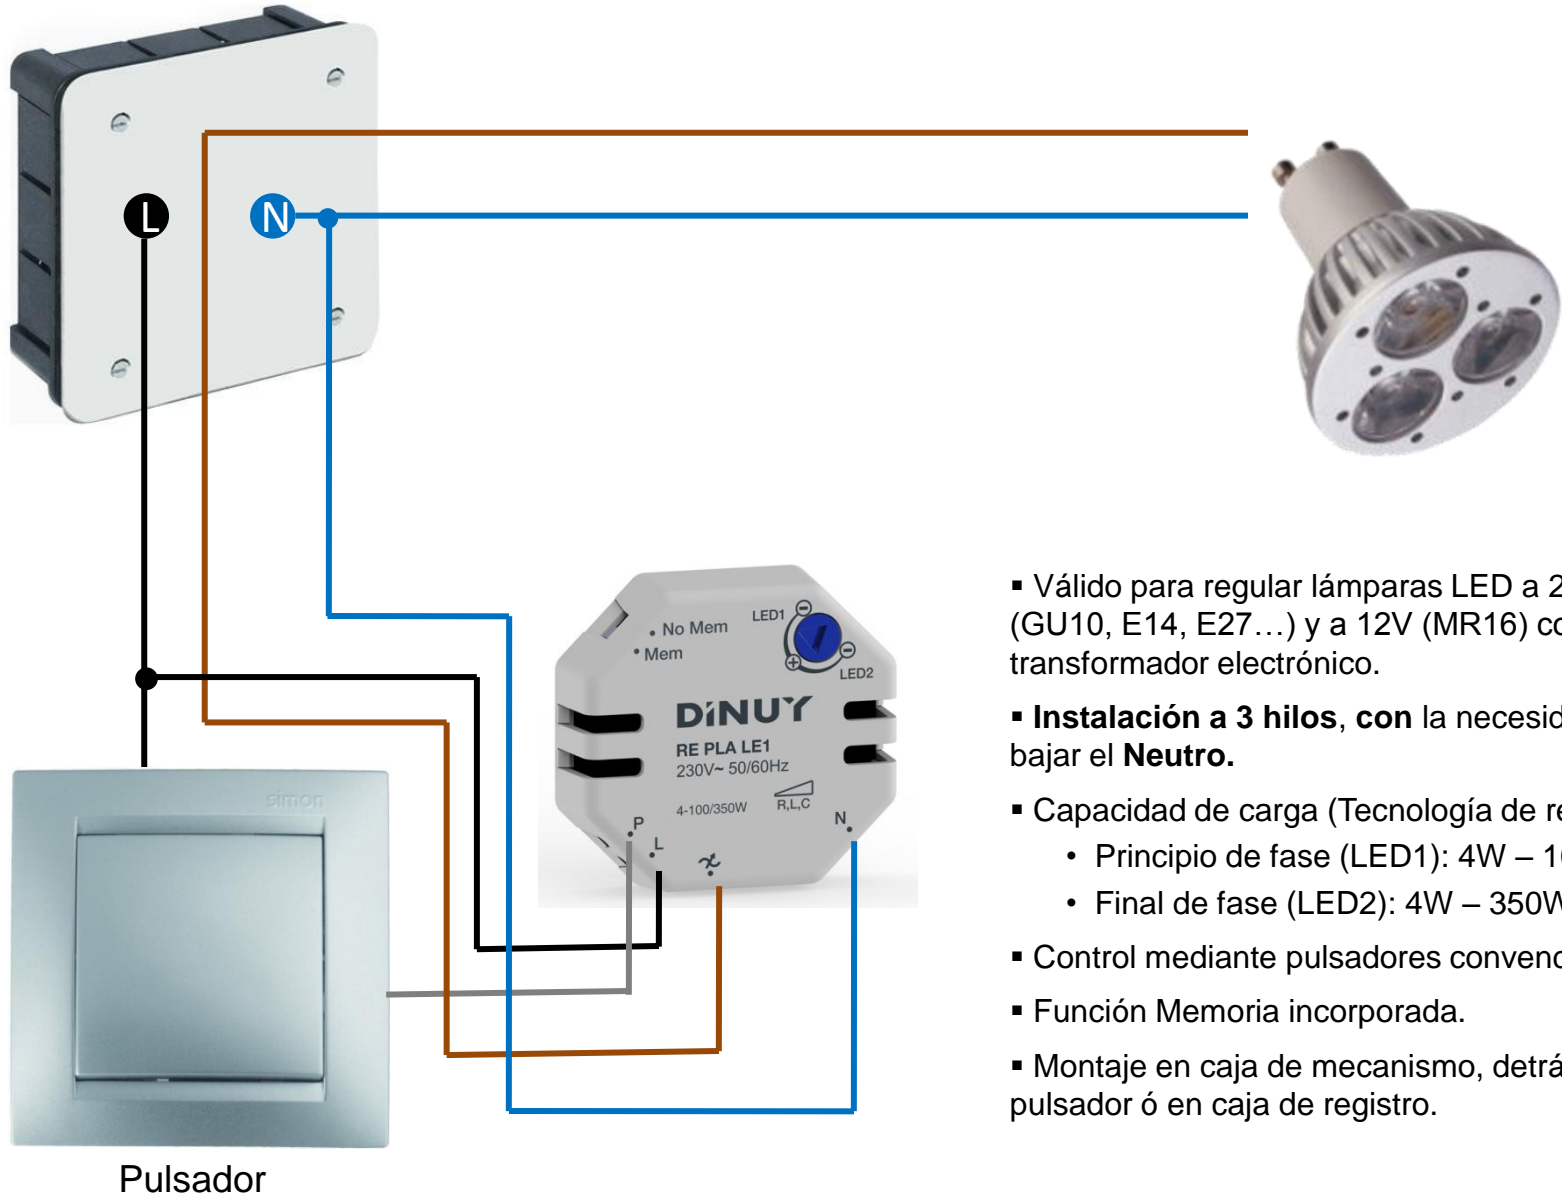 L
N
No Mem
Mem
LED1
LED2
DiNUY
RE PLA LE1
230V~ 50/60Hz
4-100/350W
R,L,C
P
L
N
simon
Pulsador
▪ Válido para regular lámparas LED a 2
(GU10, E14, E27…) y a 12V (MR16) co
transformador electrónico.
▪ Instalación a 3 hilos, con la necesid
bajar el Neutro.
▪ Capacidad de carga (Tecnología de re
• Principio de fase (LED1): 4W – 1
• Final de fase (LED2): 4W – 350W
▪ Control mediante pulsadores convenc
▪ Función Memoria incorporada.
▪ Montaje en caja de mecanismo, detrá
pulsador ó en caja de registro.